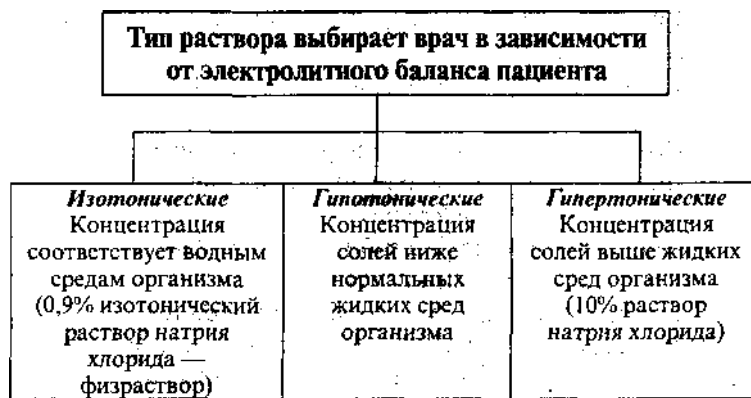 Тип раствора выбирает врач в зависимости
от электролитного баланса пациента
Изотонические
Концентрация
соответствует водным
средам организма
(0,9% изотонический
раствор натрия
хлорида —
физраствор)
Гипотонические
Концентрация
солей ниже
нормальных
жидких сред
организма
Гипертонические
Концентрация
солей выше жидких
сред организма
(10% раствор
натрия хлорида)